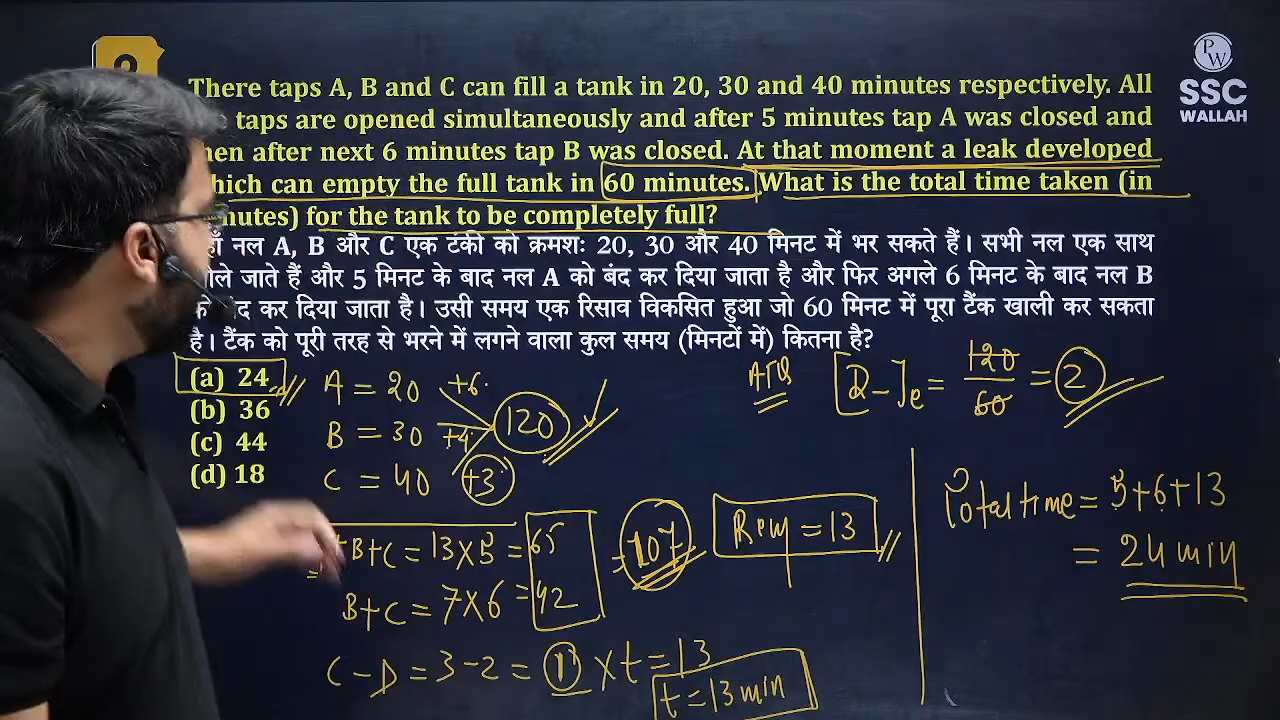 There taps A, B and C can fill a tank in 20, 30 and 40 minutes respectively. All
taps are opened simultaneously and after 5 minutes tap A was closed and
after next 6 minutes tap B was closed. At that moment a leak developed
can empty the full tank in 60 minutes. What is the total time taken (in
for the tank to be completely full?
PW
SSC
WALLAH
नल A, B और C एक टंकी को क्रमशः 20, 30 और 40 मिनट में भर सकते हैं। सभी नल एक साथ
जाते हैं और 5 मिनट के बाद नल A को बंद कर दिया जाता है और फिर अगले 6 मिनट के बाद नल B
कर दिया जाता है। उसी समय एक रिसाव विकसित हुआ जो 60 मिनट में पूरा टैंक खाली कर सकता
है। टैंक को पूरी तरह से भरने में लगने वाला कुल समय (मिनटों में) कितना है?
(a) 24
(b) 36
(c) 44
(d) 18
A = 20 +6
B = 30 +4 120
C = 40 +3
ATQ [D-]e = 120/60 = 2
+B+C = 13×5 = 65
B+C = 7×6 = 42
=107
Rem = 13
C-D = 3-2 = 1 × t = 13
t = 13 min
Total time = 5+6+13
= 24 min